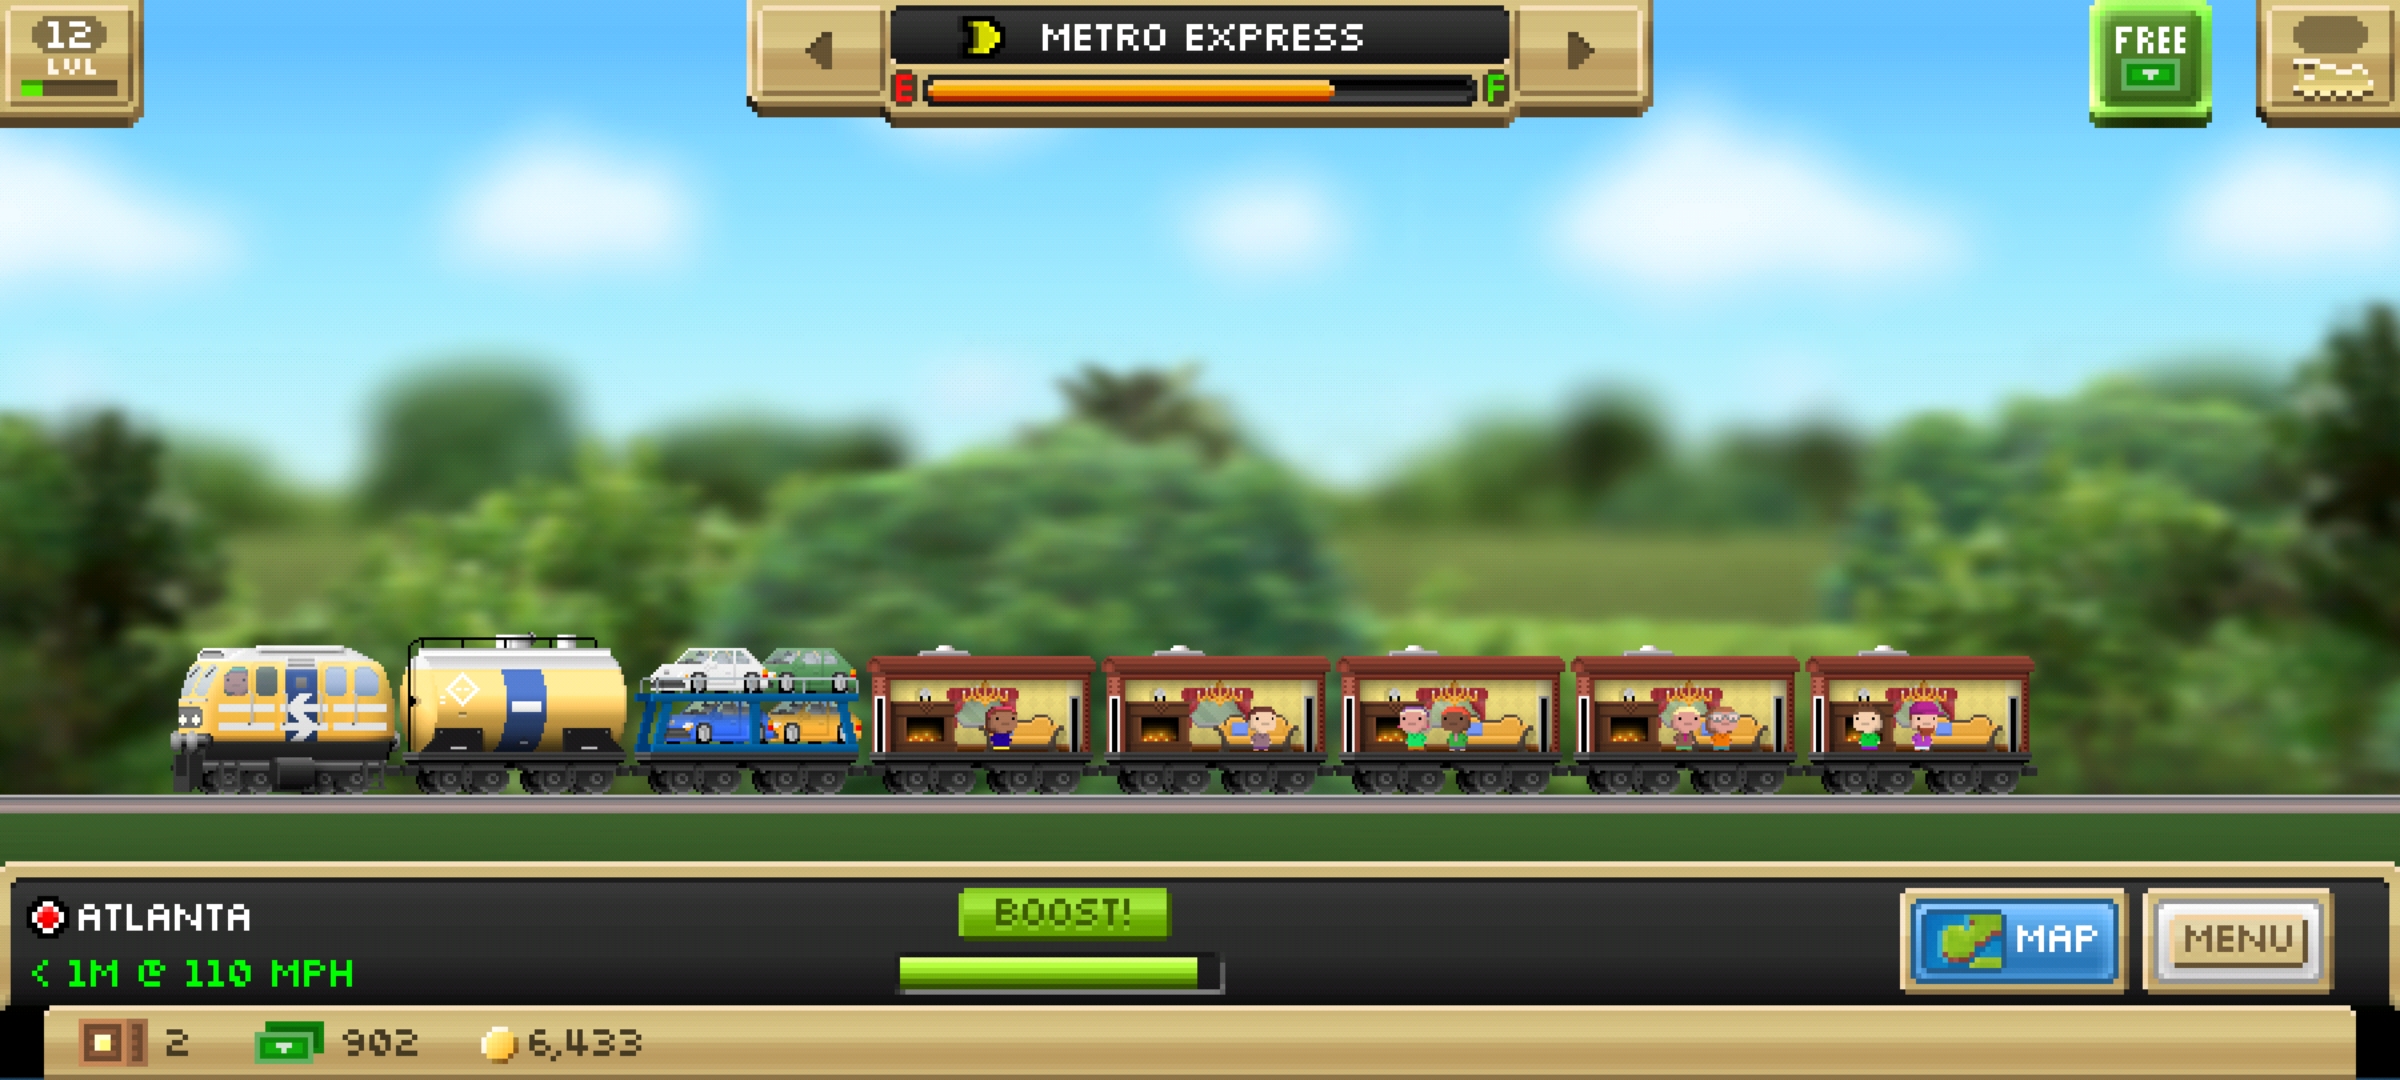 12
LVL
METRO EXPRESS
E F
FREE
ATLANTA
< 1M @ 110 MPH
BOOST!
MAP
MENU
2 902 6,433